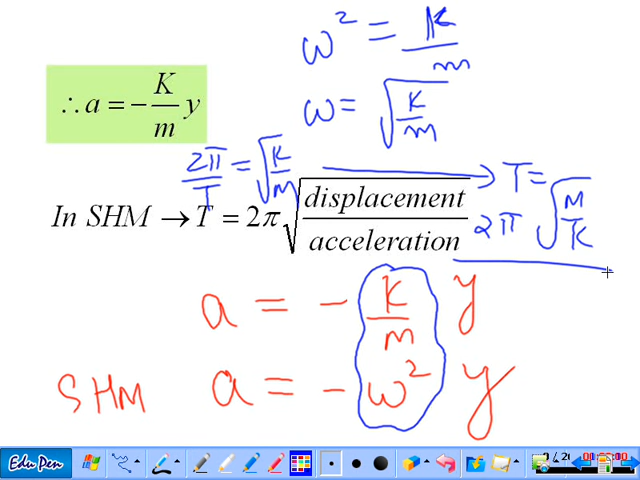 ω² = K/m
∴ a = − K/m y
ω = √(K/m)
2π/T = √(K/m) → T = 2π √(M/K)
In SHM → T = 2π √(displacement/acceleration)
a = − K/m y
SHM a = − ω² y
Edu Pen